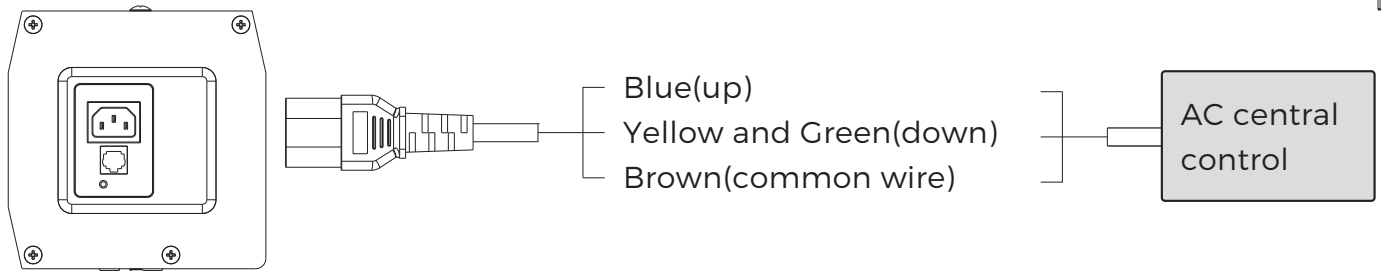 Blue(up)
Yellow and Green(down)
Brown(common wire)
AC central
control